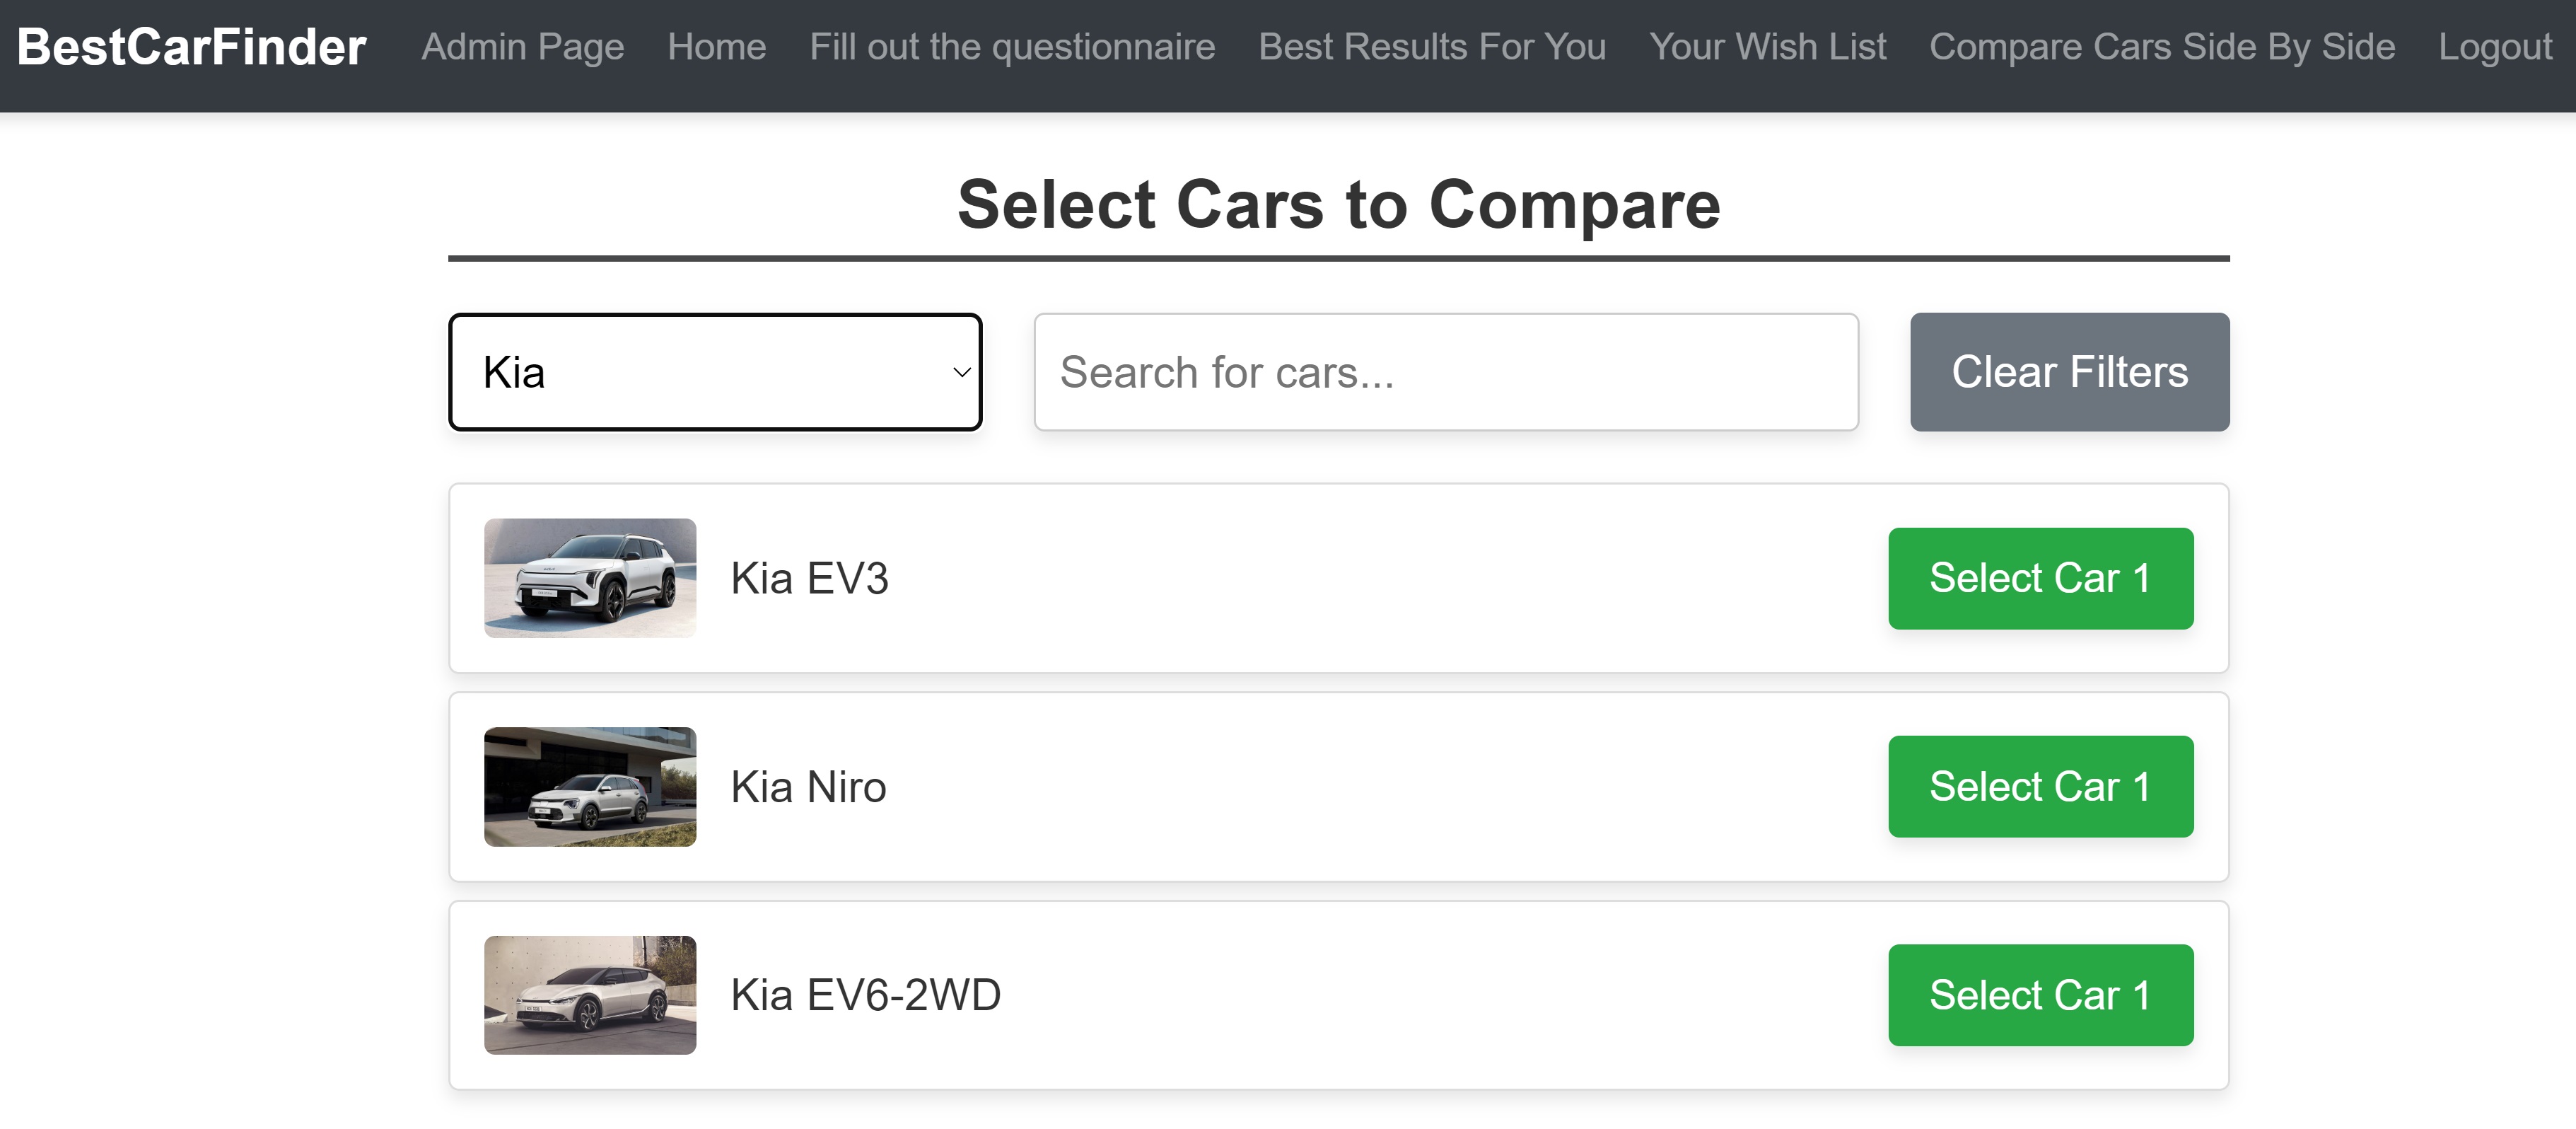 BestCarFinder Admin Page Home Fill out the questionnaire Best Results For You Your Wish List Compare Cars Side By Side Logout
Select Cars to Compare
Kia Search for cars... Clear Filters
Kia EV3 Select Car 1
Kia Niro Select Car 1
Kia EV6-2WD Select Car 1